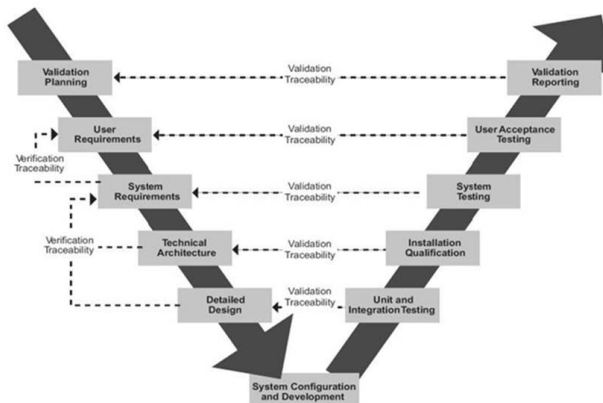 Validation
Planning
Validation
Traceability
Validation
Reporting
User
Requirements
Validation
Traceability
User Acceptance
Testing
Verification
Traceability
System
Requirements
Validation
Traceability
System
Testing
Verification
Traceability
Technical
Architecture
Validation
Traceability
Installation
Qualification
Detailed
Design
Validation
Traceability
Unit and
Integration Testing
System Configuration
and Development